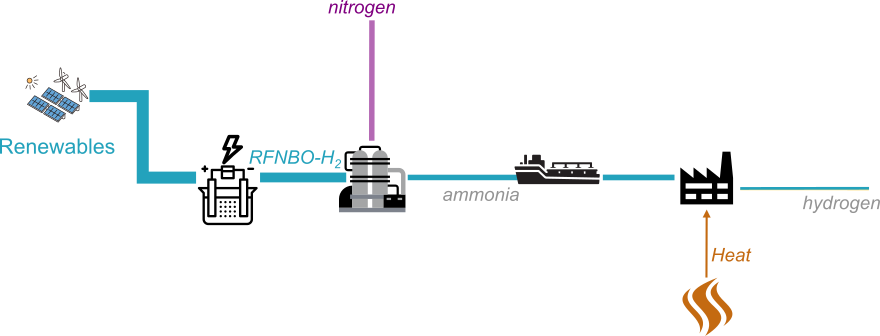 nitrogen
Renewables
RFNBO-H₂
ammonia
hydrogen
Heat